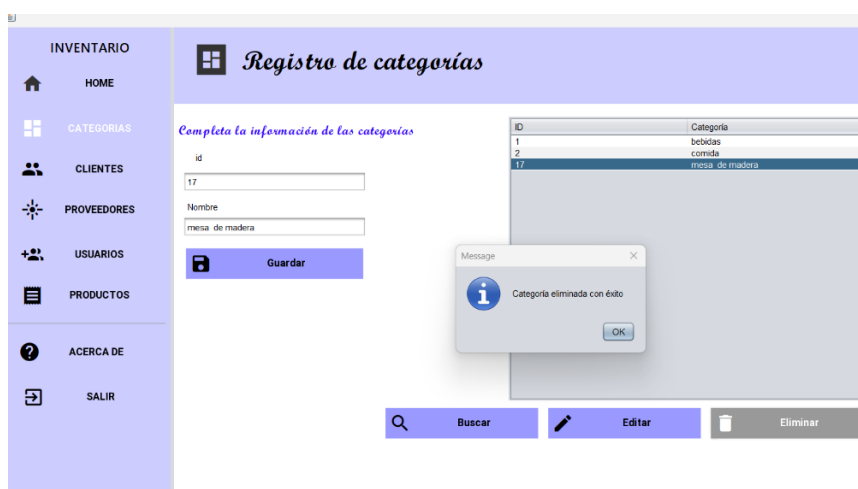 INVENTARIO
HOME
CATEGORIAS
CLIENTES
PROVEEDORES
USUARIOS
PRODUCTOS
ACERCA DE
SALIR
Registro de categorías
Completa la información de las categorías
id
17
Nombre
mesa de madera
Guardar
ID Categoría
1 bebidas
2 comida
17 mesa de madera
Message
Categoría eliminada con éxito
OK
Buscar
Editar
Eliminar